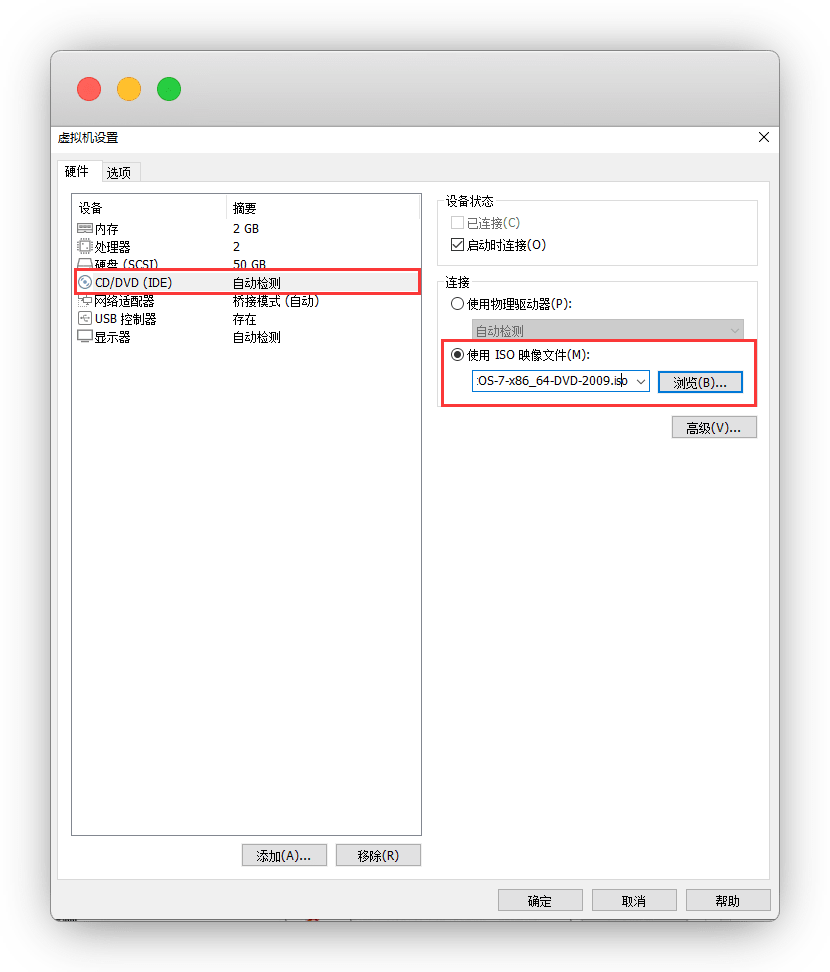 虚拟机设置
硬件 选项
设备 摘要
内存 2 GB
处理器 2
硬盘 (SCSI) 50 GB
CD/DVD (IDE) 自动检测
网络适配器 桥接模式 (自动)
USB 控制器 存在
显示器 自动检测
添加(A)... 移除(R)
设备状态
已连接(C)
启动时连接(O)
连接
使用物理驱动器(P):
自动检测
使用 ISO 映像文件(M):
:OS-7-x86_64-DVD-2009.iso 浏览(B)...
高级(V)...
确定 取消 帮助